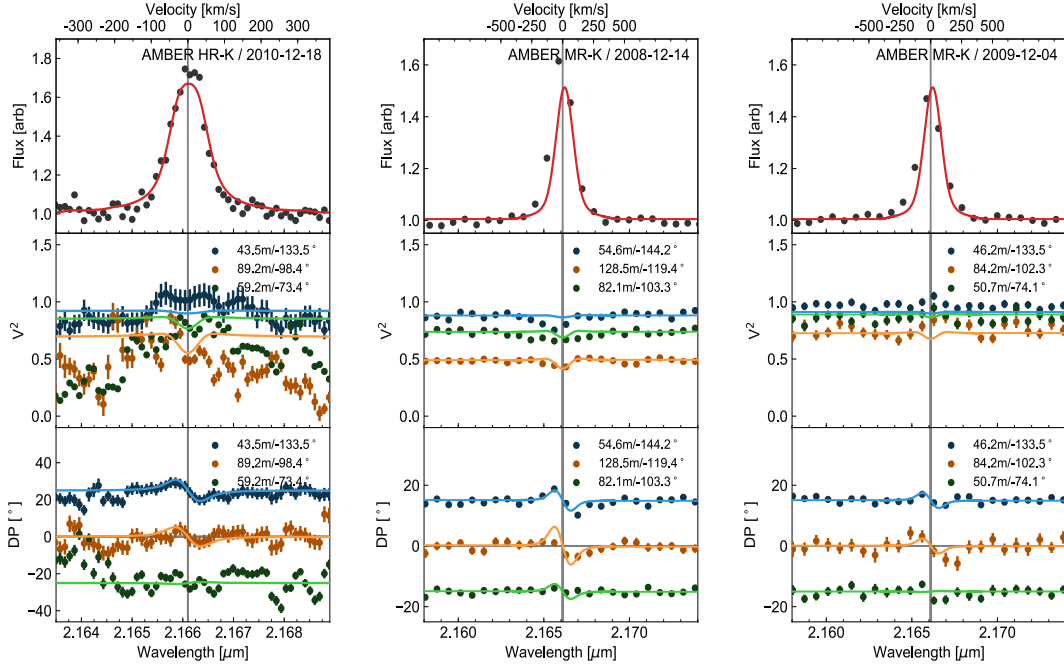 Velocity [km/s]
−300 −200 −100 0 100 200 300
AMBER HR-K / 2010-12-18
Flux [arb]
1.8
1.6
1.4
1.2
1.0
V²
1.5
1.0
0.5
0.0
43.5m/-133.5°
89.2m/-98.4°
59.2m/-73.4°
DP [°]
40
20
0
−20
−40
43.5m/-133.5°
89.2m/-98.4°
59.2m/-73.4°
2.164 2.165 2.166 2.167 2.168
Wavelength [μm]
Velocity [km/s]
−500 0 500
AMBER MR-K / 2008-12-14
Flux [arb]
1.6
1.4
1.2
1.0
V²
1.5
1.0
0.5
0.0
54.6m/-144.2°
128.5m/-119.4°
82.1m/-103.3°
DP [°]
20
0
−20
54.6m/-144.2°
128.5m/-119.4°
82.1m/-103.3°
2.160 2.165 2.170
Wavelength [μm]
Velocity [km/s]
−500 0 500
AMBER MR-K / 2009-12-04
Flux [arb]
1.6
1.4
1.2
1.0
V²
1.5
1.0
0.5
0.0
46.2m/-133.5°
84.2m/-102.3°
50.7m/-74.1°
DP [°]
20
0
−20
46.2m/-133.5°
84.2m/-102.3°
50.7m/-74.1°
2.160 2.165 2.170
Wavelength [μm]